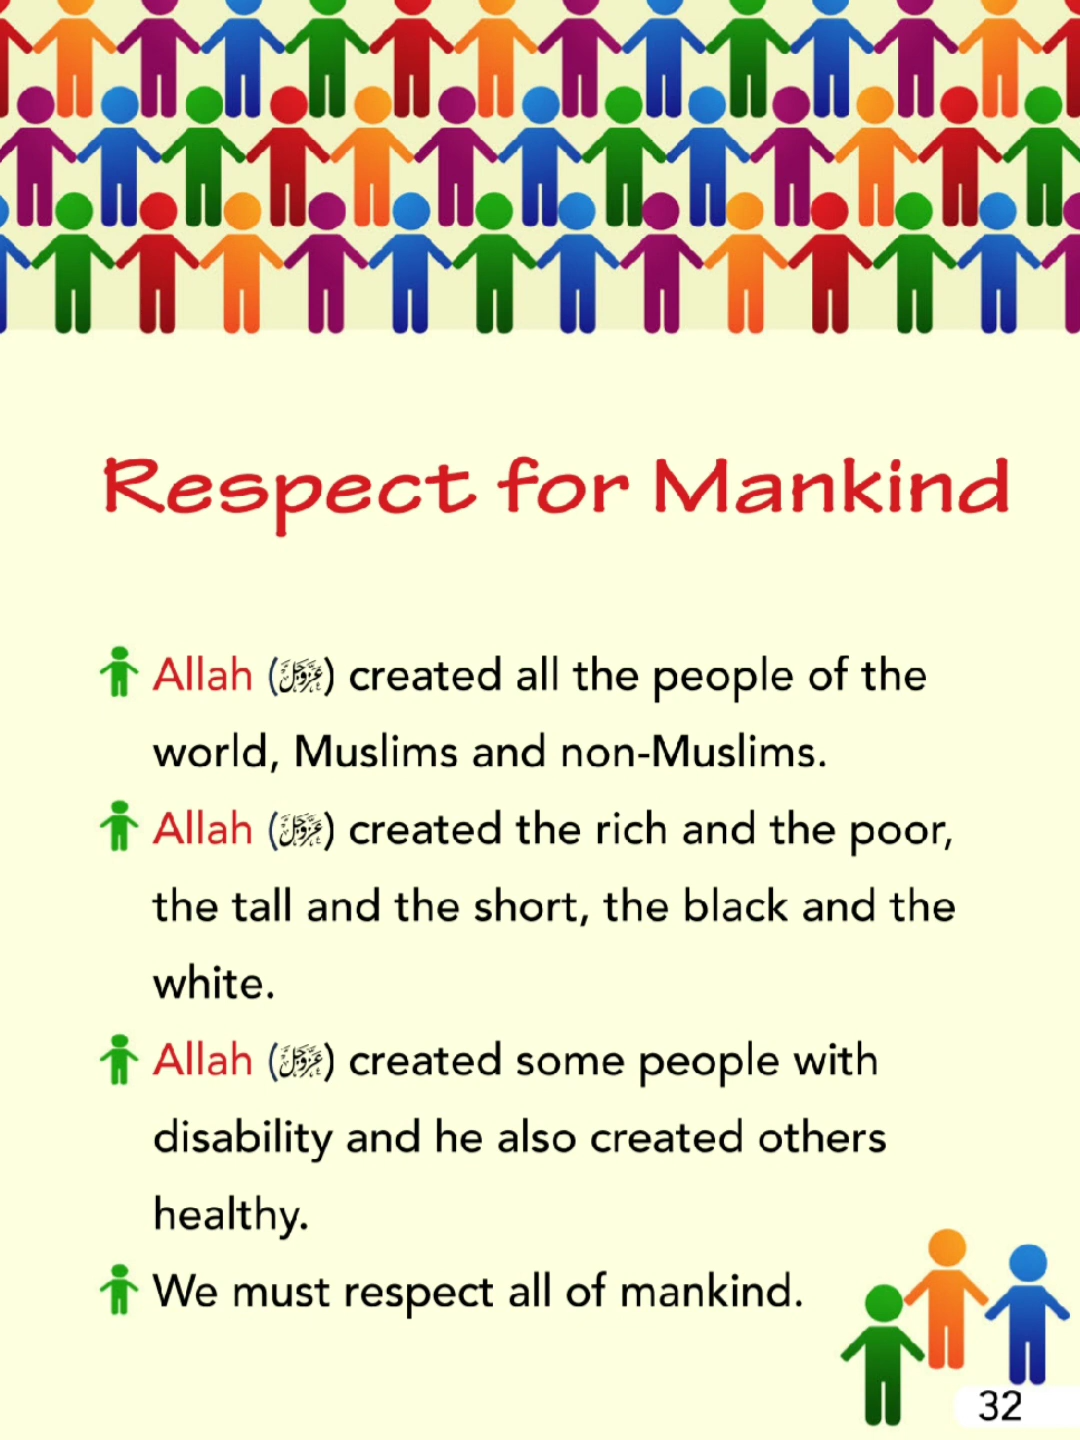 Respect for Mankind
Allah (عَزَّوَجَلَّ) created all the people of the
world, Muslims and non-Muslims.
Allah (عَزَّوَجَلَّ) created the rich and the poor,
the tall and the short, the black and the
white.
Allah (عَزَّوَجَلَّ) created some people with
disability and he also created others
healthy.
We must respect all of mankind.
32